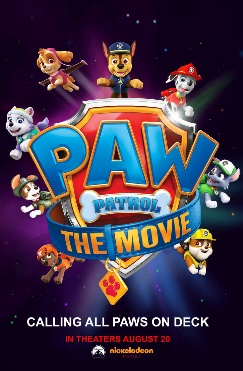 PAW
PATROL
THE MOVIE
CALLING ALL PAWS ON DECK
IN THEATERS AUGUST 20
nickelodeon